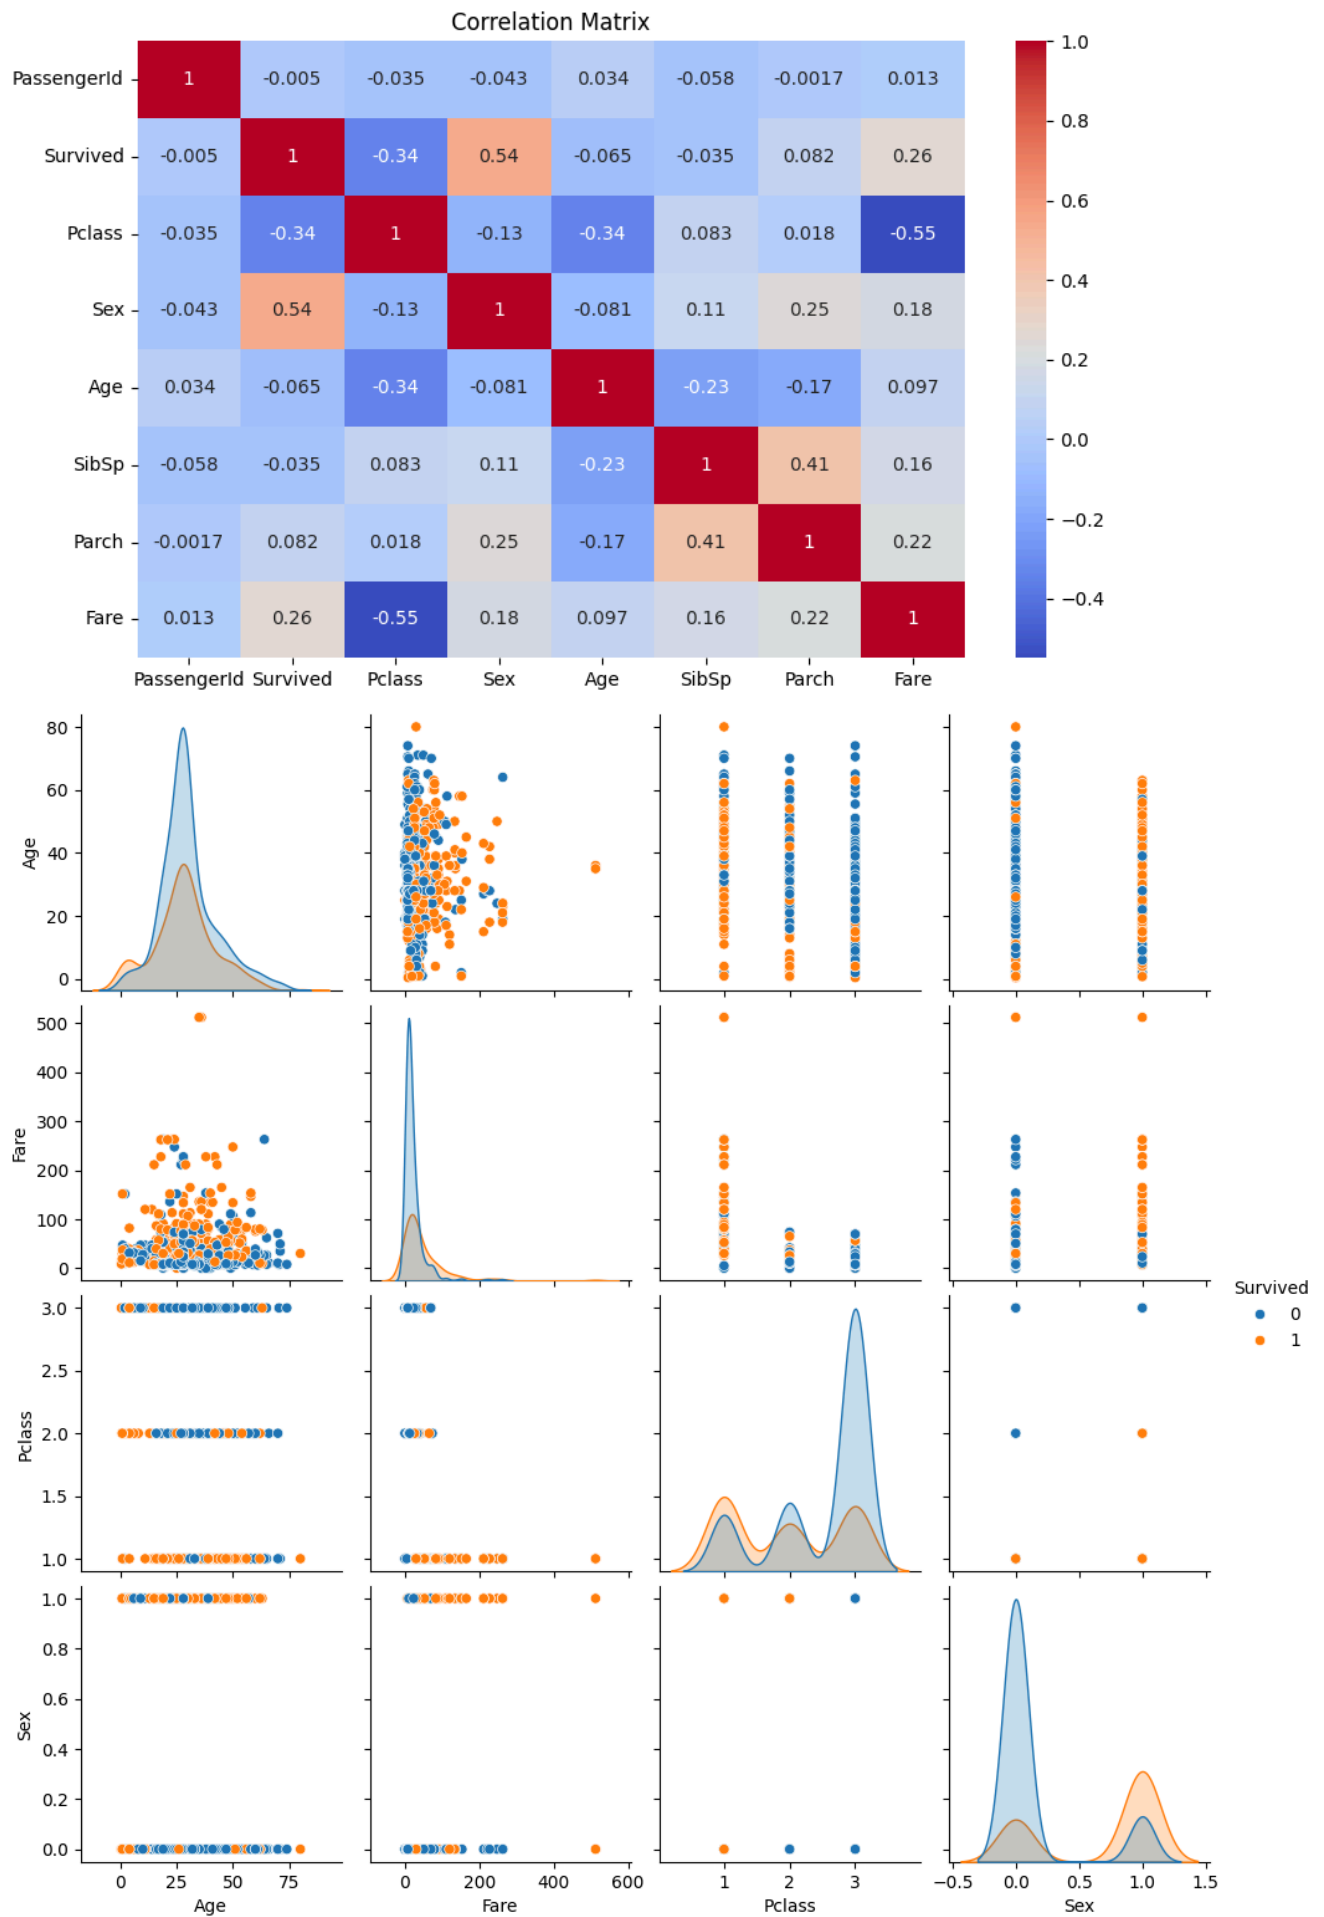 Correlation Matrix
PassengerId 1 -0.005 -0.035 -0.043 0.034 -0.058 -0.0017 0.013
Survived -0.005 1 -0.34 0.54 -0.065 -0.035 0.082 0.26
Pclass -0.035 -0.34 1 -0.13 -0.34 0.083 0.018 -0.55
Sex -0.043 0.54 -0.13 1 -0.081 0.11 0.25 0.18
Age 0.034 -0.065 -0.34 -0.081 1 -0.23 -0.17 0.097
SibSp -0.058 -0.035 0.083 0.11 -0.23 1 0.41 0.16
Parch -0.0017 0.082 0.018 0.25 -0.17 0.41 1 0.22
Fare 0.013 0.26 -0.55 0.18 0.097 0.16 0.22 1
PassengerId Survived Pclass Sex Age SibSp Parch Fare
1.0
0.8
0.6
0.4
0.2
0.0
−0.2
−0.4
Age
80
60
40
20
0
Fare
500
400
300
200
100
0
Pclass
3.0
2.5
2.0
1.5
1.0
Sex
1.0
0.8
0.6
0.4
0.2
0.0
0 25 50 75
Age
0 200 400 600
Fare
1 2 3
Pclass
−0.5 0.0 0.5 1.0 1.5
Sex
Survived
0
1